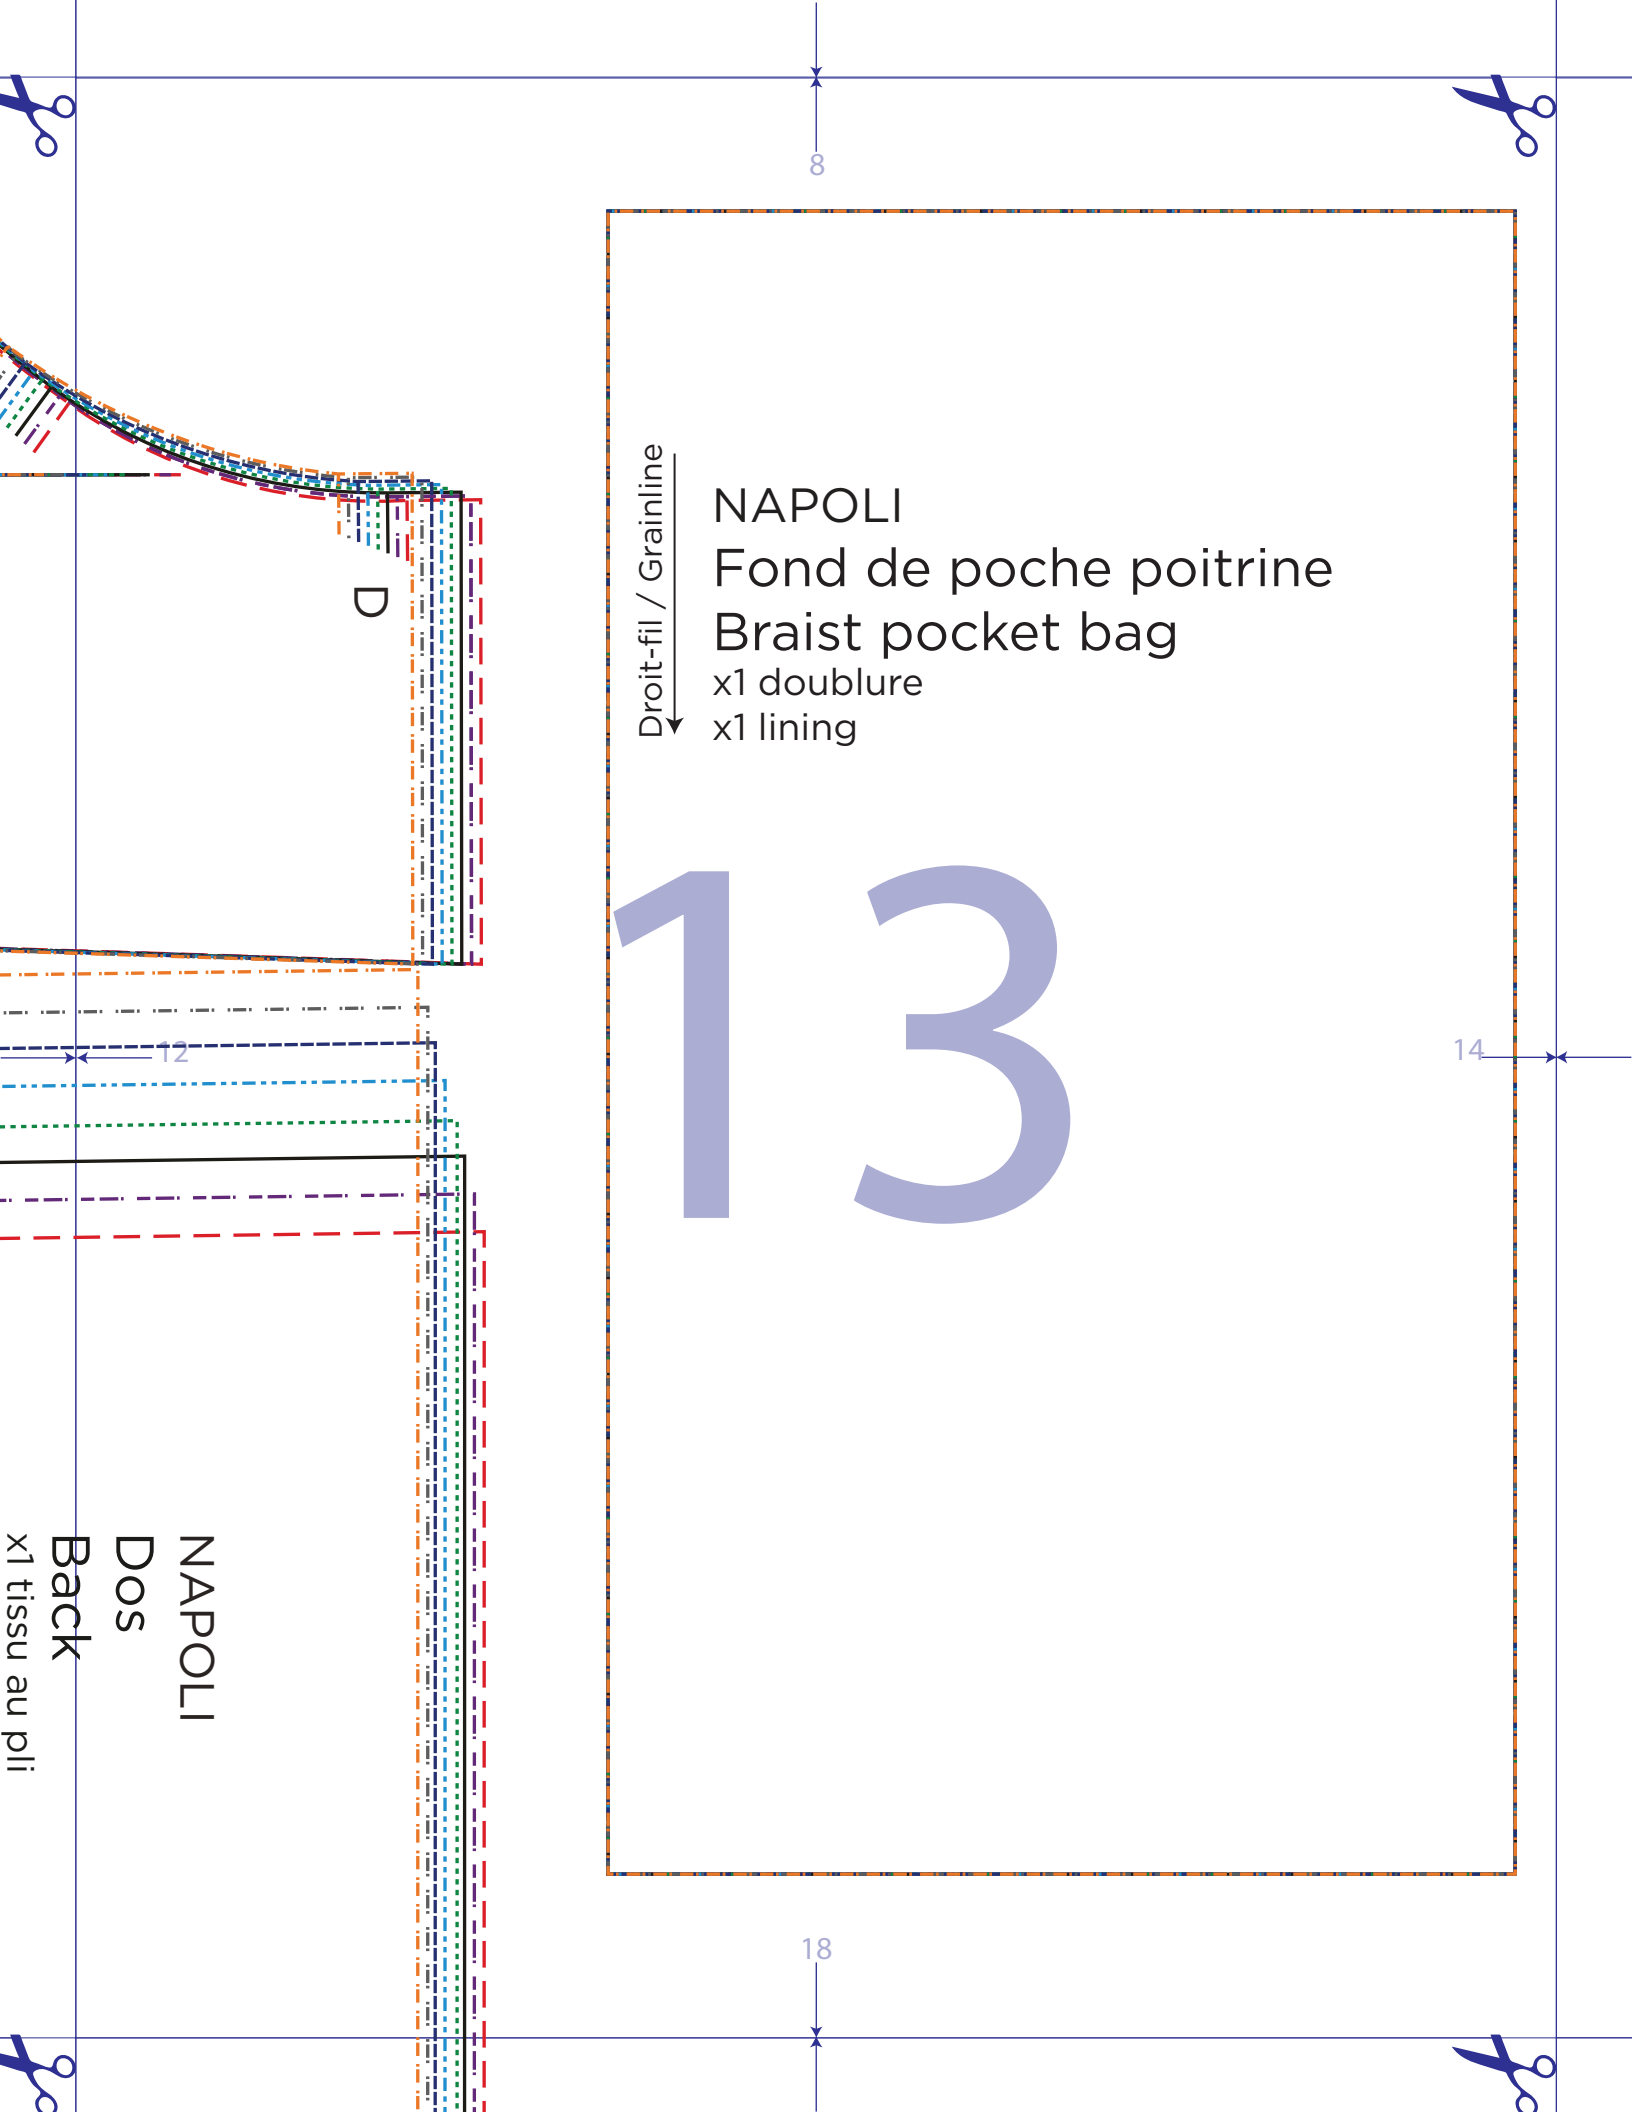 8
Droit-fil / Grainline
NAPOLI
Fond de poche poitrine
Braist pocket bag
x1 doublure
x1 lining
D
13
12
14
NAPOLI
Dos
Back
x1 tissu au pli
18